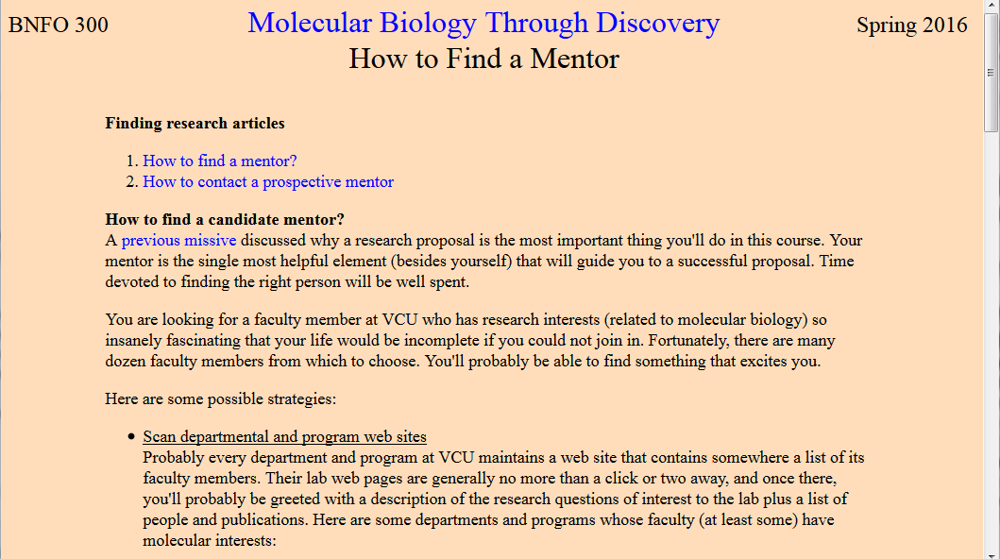 BNFO 300
Molecular Biology Through Discovery
Spring 2016
How to Find a Mentor
Finding research articles
1. How to find a mentor?
2. How to contact a prospective mentor
How to find a candidate mentor?
A previous missive discussed why a research proposal is the most important thing you'll do in this course. Your
mentor is the single most helpful element (besides yourself) that will guide you to a successful proposal. Time
devoted to finding the right person will be well spent.
You are looking for a faculty member at VCU who has research interests (related to molecular biology) so
insanely fascinating that your life would be incomplete if you could not join in. Fortunately, there are many
dozen faculty members from which to choose. You'll probably be able to find something that excites you.
Here are some possible strategies:
• Scan departmental and program web sites
Probably every department and program at VCU maintains a web site that contains somewhere a list of its
faculty members. Their lab web pages are generally no more than a click or two away, and once there,
you'll probably be greeted with a description of the research questions of interest to the lab plus a list of
people and publications. Here are some departments and programs whose faculty (at least some) have
molecular interests: